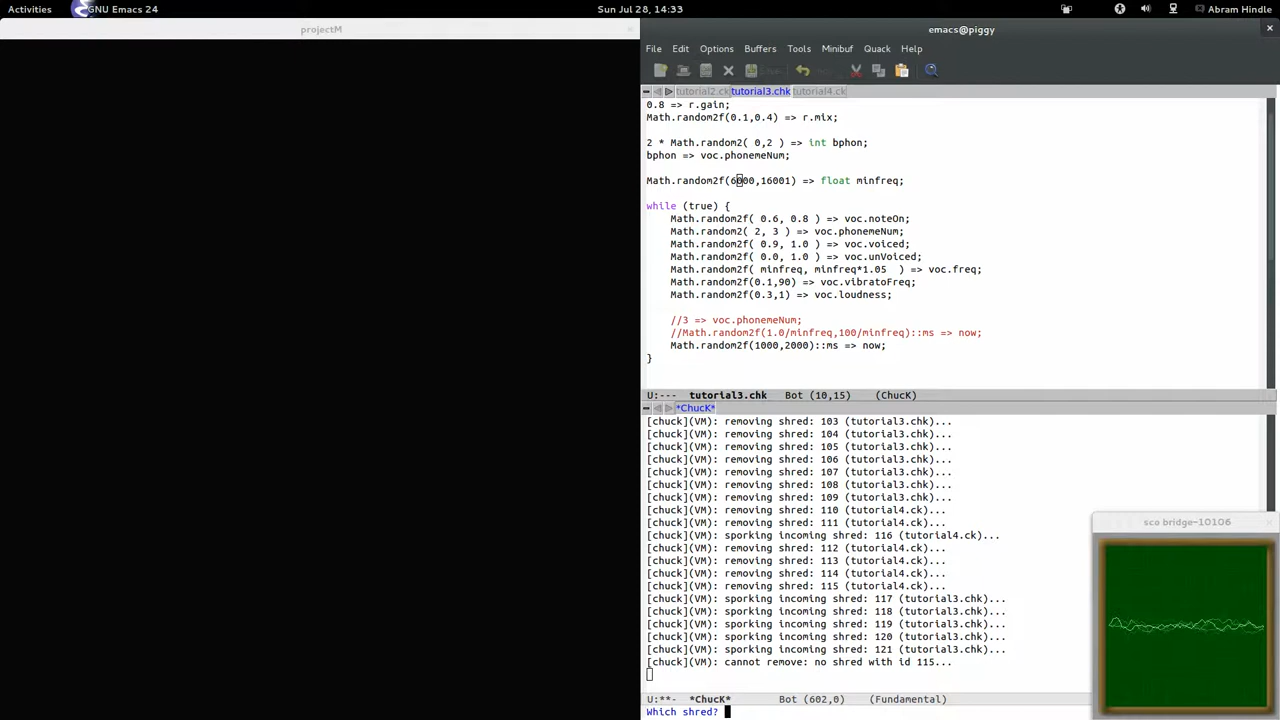 Activities GNU Emacs 24 Sun Jul 28, 14:33 Abram Hindle
projectM
emacs@piggy
File Edit Options Buffers Tools Minibuf Quack Help
tutorial2.ck tutorial3.chk tutorial4.ck
0.8 => r.gain;
Math.random2f(0.1,0.4) => r.mix;
2 * Math.random2( 0,2 ) => int bphon;
bphon => voc.phonemeNum;
Math.random2f(6000,16001) => float minfreq;
while (true) {
    Math.random2f( 0.6, 0.8 ) => voc.noteOn;
    Math.random2( 2, 3 ) => voc.phonemeNum;
    Math.random2f( 0.9, 1.0 ) => voc.voiced;
    Math.random2f( 0.0, 1.0 ) => voc.unVoiced;
    Math.random2f( minfreq, minfreq*1.05  ) => voc.freq;
    Math.random2f(0.1,90) => voc.vibratoFreq;
    Math.random2f(0.3,1) => voc.loudness;
    //3 => voc.phonemeNum;
    //Math.random2f(1.0/minfreq,100/minfreq)::ms => now;
    Math.random2f(1000,2000)::ms => now;
}
U:--- tutorial3.chk Bot (10,15) (ChucK)
*ChucK*
[chuck](VM): removing shred: 103 (tutorial3.chk)...
[chuck](VM): removing shred: 104 (tutorial3.chk)...
[chuck](VM): removing shred: 105 (tutorial3.chk)...
[chuck](VM): removing shred: 106 (tutorial3.chk)...
[chuck](VM): removing shred: 107 (tutorial3.chk)...
[chuck](VM): removing shred: 108 (tutorial3.chk)...
[chuck](VM): removing shred: 109 (tutorial3.chk)...
[chuck](VM): removing shred: 110 (tutorial4.ck)...
[chuck](VM): removing shred: 111 (tutorial4.ck)...
[chuck](VM): sporking incoming shred: 116 (tutorial4.ck)...
[chuck](VM): removing shred: 112 (tutorial4.ck)...
[chuck](VM): removing shred: 113 (tutorial4.ck)...
[chuck](VM): removing shred: 114 (tutorial4.ck)...
[chuck](VM): removing shred: 115 (tutorial4.ck)...
[chuck](VM): sporking incoming shred: 117 (tutorial3.chk)...
[chuck](VM): sporking incoming shred: 118 (tutorial3.chk)...
[chuck](VM): sporking incoming shred: 119 (tutorial3.chk)...
[chuck](VM): sporking incoming shred: 120 (tutorial3.chk)...
[chuck](VM): sporking incoming shred: 121 (tutorial3.chk)...
[chuck](VM): cannot remove: no shred with id 115...
sco bridge-10106
U:**- *ChucK* Bot (602,0) (Fundamental)
Which shred?